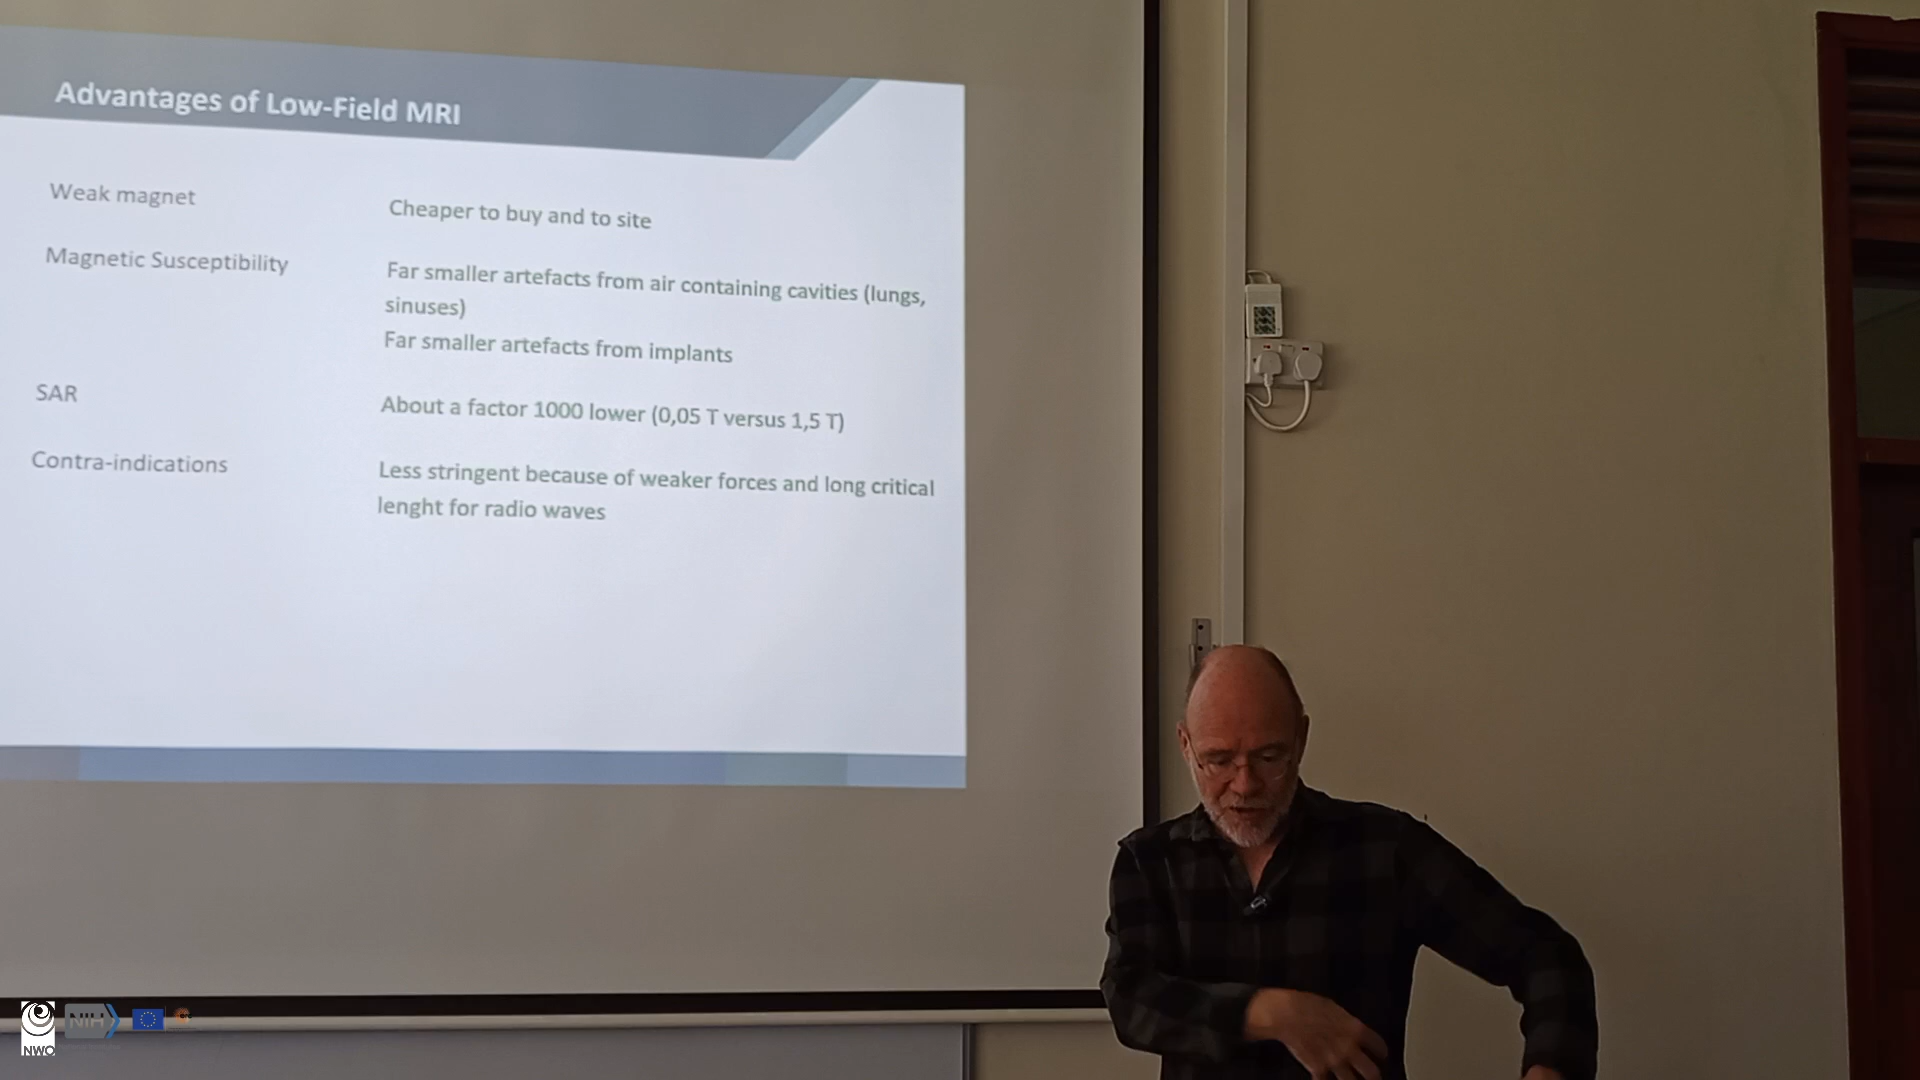 Advantages of Low-Field MRI
Weak magnet
Cheaper to buy and to site
Magnetic Susceptibility
Far smaller artefacts from air containing cavities (lungs,
sinuses)
Far smaller artefacts from implants
SAR
About a factor 1000 lower (0,05 T versus 1,5 T)
Contra-indications
Less stringent because of weaker forces and long critical
lenght for radio waves
NIH
NWO